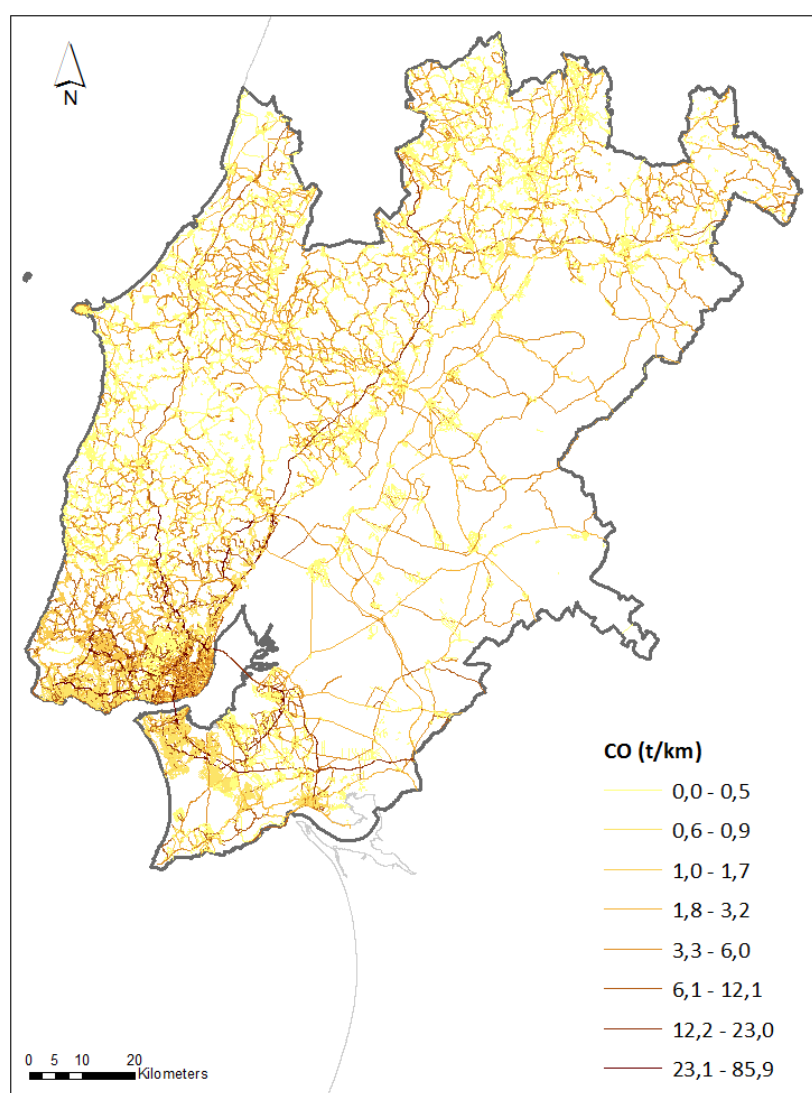 N
CO (t/km)
0,0 - 0,5
0,6 - 0,9
1,0 - 1,7
1,8 - 3,2
3,3 - 6,0
6,1 - 12,1
12,2 - 23,0
23,1 - 85,9
0 5 10 20
Kilometers